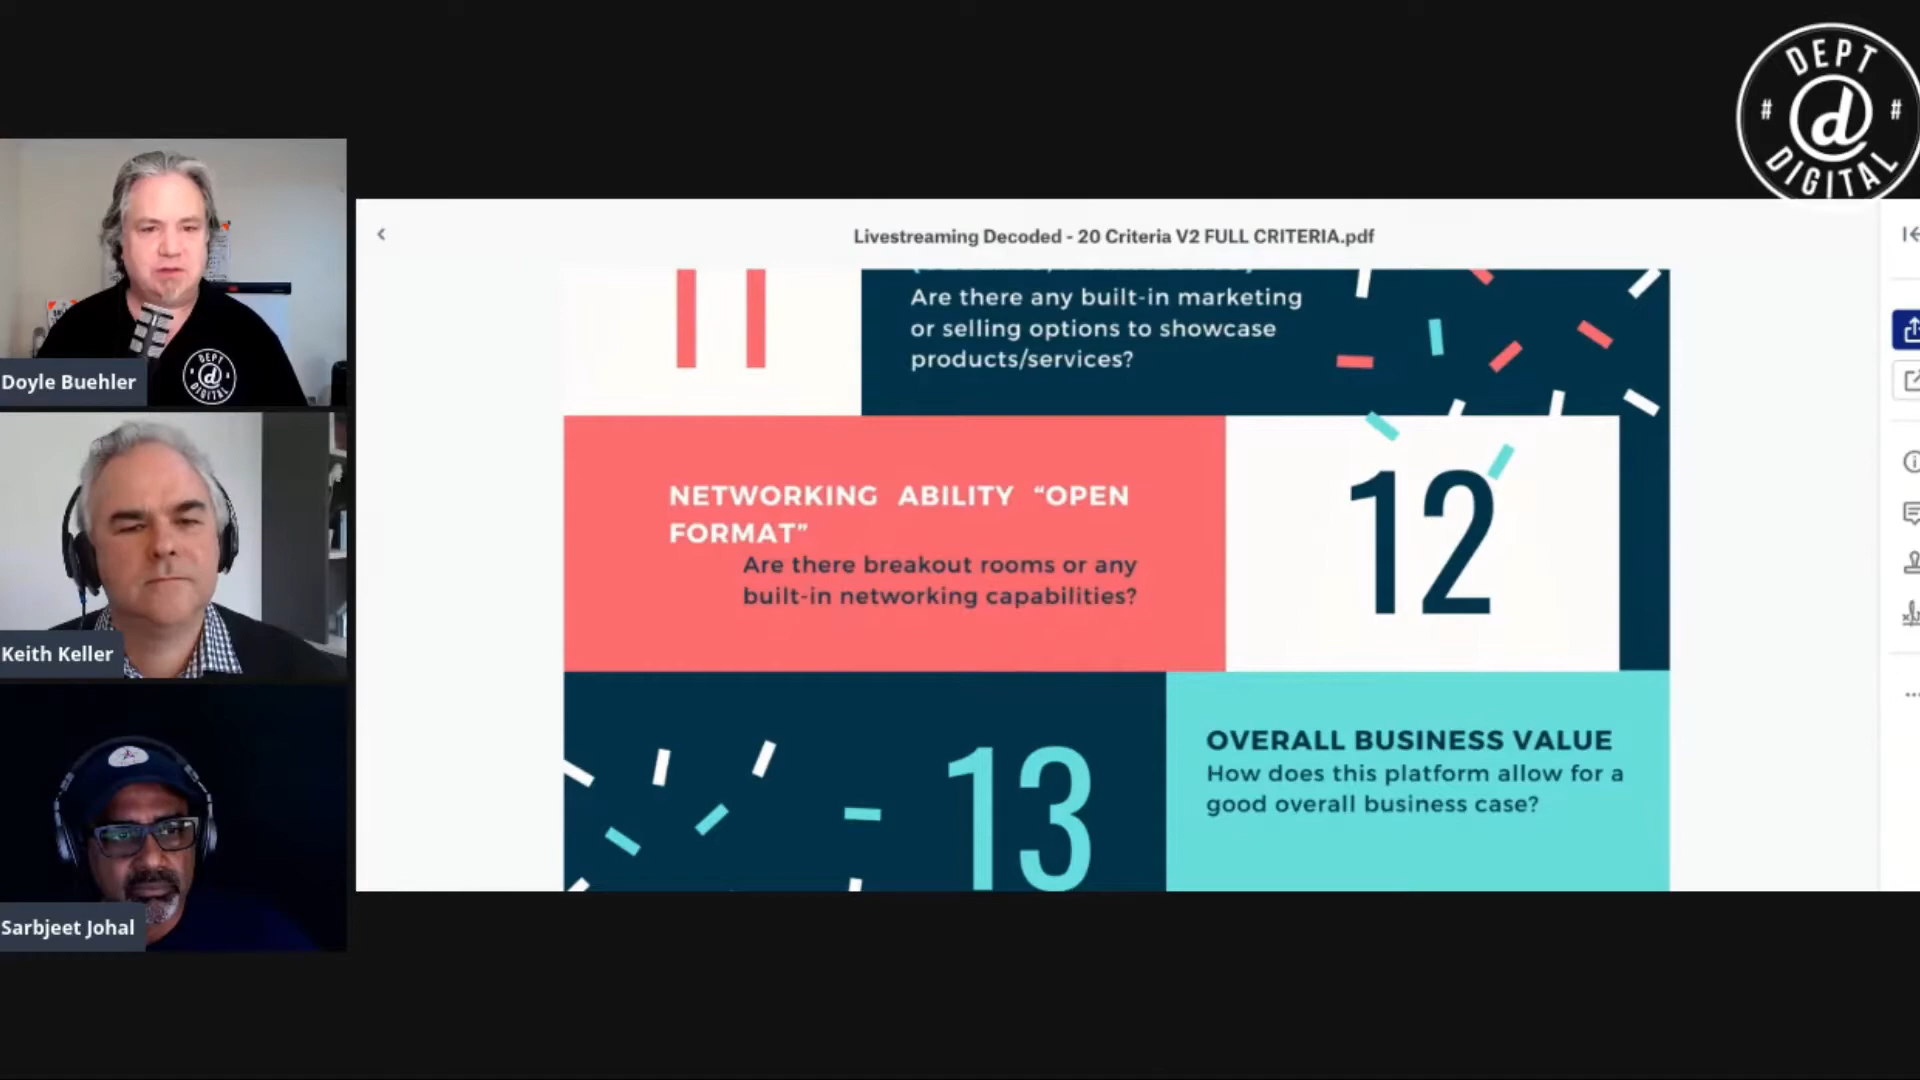 DEPT
# @d #
DIGITAL
Doyle Buehler
DEPT
# @d #
DIGITAL
Keith Keller
Sarbjeet Johal
Livestreaming Decoded - 20 Criteria V2 FULL CRITERIA.pdf
11
Are there any built-in marketing
or selling options to showcase
products/services?
NETWORKING ABILITY “OPEN
FORMAT”
Are there breakout rooms or any
built-in networking capabilities?
12
13
OVERALL BUSINESS VALUE
How does this platform allow for a
good overall business case?